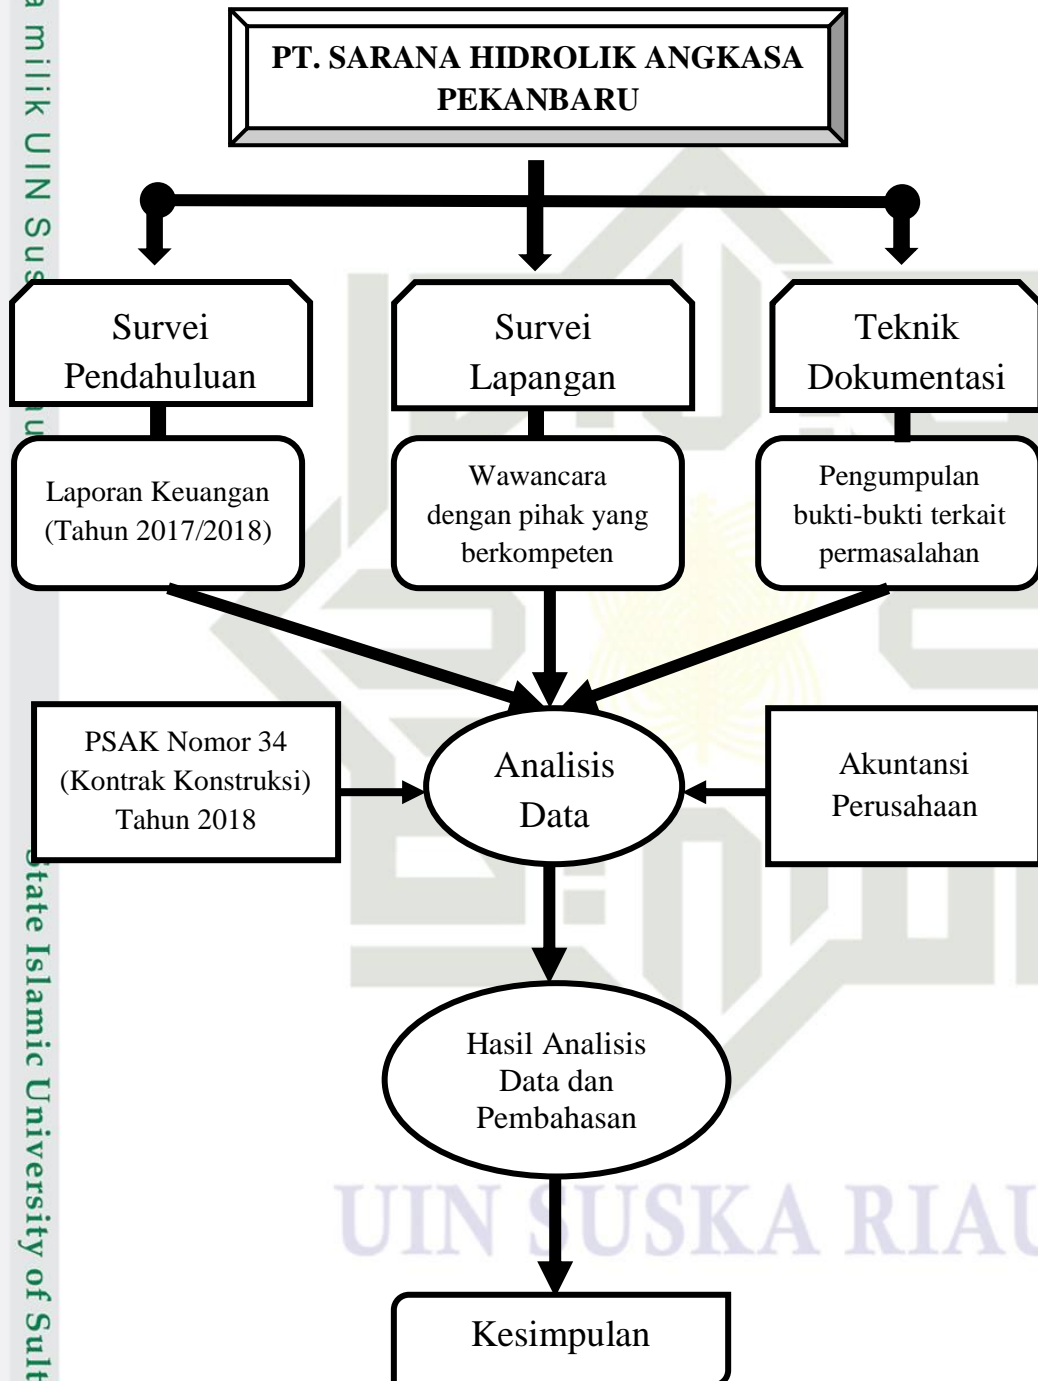 PT. SARANA HIDROLIK ANGKASA
PEKANBARU
Survei
Pendahuluan
Survei
Lapangan
Teknik
Dokumentasi
Laporan Keuangan
(Tahun 2017/2018)
Wawancara
dengan pihak yang
berkompeten
Pengumpulan
bukti-bukti terkait
permasalahan
PSAK Nomor 34
(Kontrak Konstruksi)
Tahun 2018
Analisis
Data
Akuntansi
Perusahaan
Hasil Analisis
Data dan
Pembahasan
Kesimpulan
UIN SUSKA RIAU
milik UIN
State Islamic University of